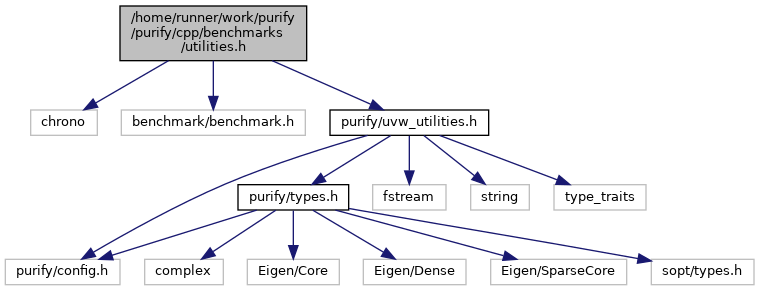 /home/runner/work/purify
/purify/cpp/benchmarks
/utilities.h
chrono
benchmark/benchmark.h
purify/uvw_utilities.h
purify/types.h
fstream
string
type_traits
purify/config.h
complex
Eigen/Core
Eigen/Dense
Eigen/SparseCore
sopt/types.h